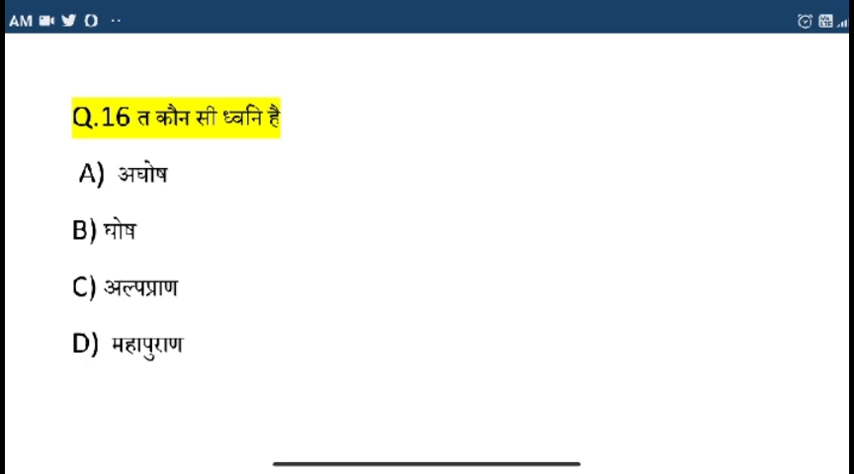 AM
Q.16 त कौन सी ध्वनि है
A) अघोष
B) घोष
C) अल्पप्राण
D) महापुराण